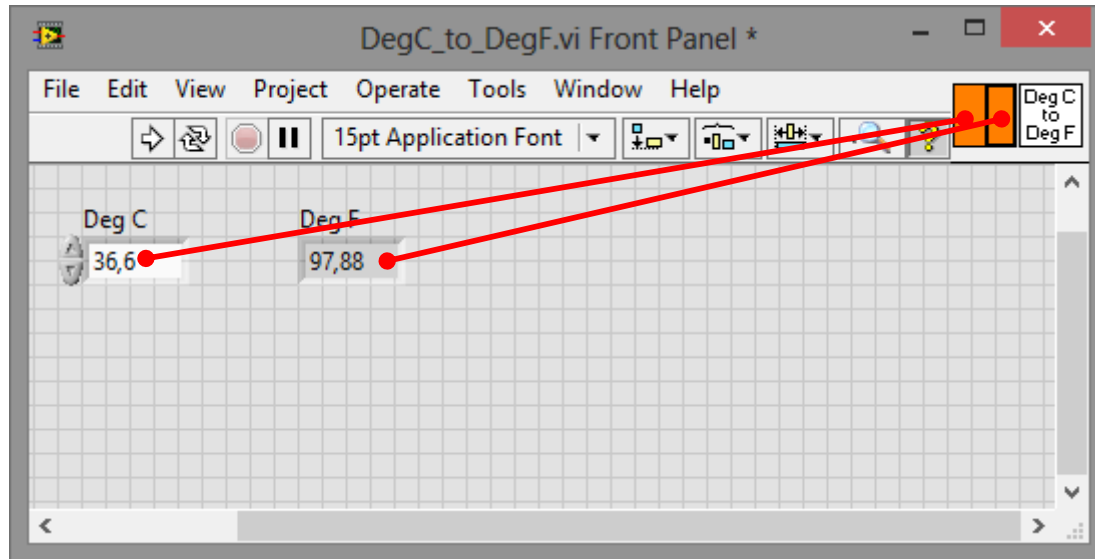 DegC_to_DegF.vi Front Panel *
File Edit View Project Operate Tools Window Help
15pt Application Font
Deg C
to
Deg F
Deg C Deg F
36,6 97,88